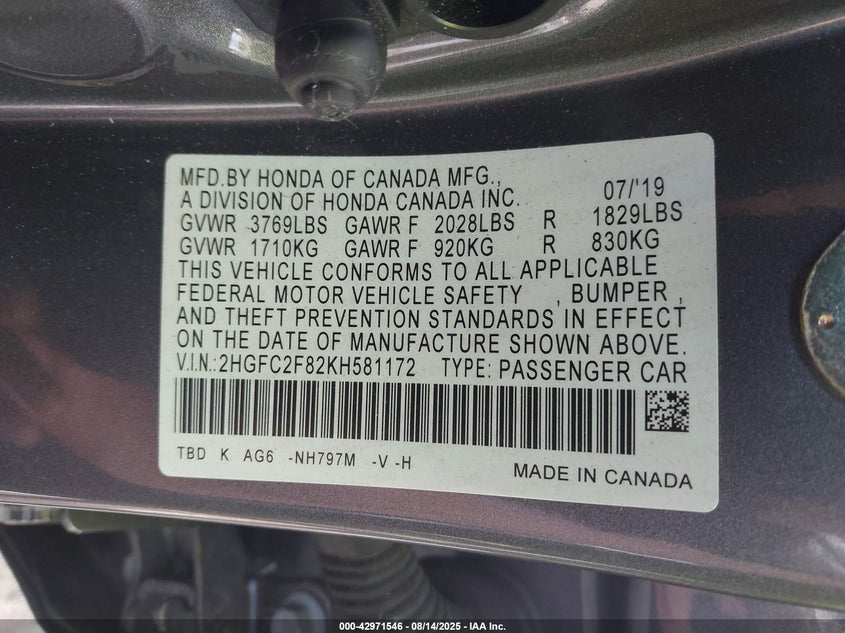 MFD.BY HONDA OF CANADA MFG.,
A DIVISION OF HONDA CANADA INC. 07/'19
GVWR 3769LBS GAWR F 2028LBS R 1829LBS
GVWR 1710KG GAWR F 920KG R 830KG
THIS VEHICLE CONFORMS TO ALL APPLICABLE
FEDERAL MOTOR VEHICLE SAFETY , BUMPER ,
AND THEFT PREVENTION STANDARDS IN EFFECT
ON THE DATE OF MANUFACTURE SHOWN ABOVE.
V.I.N.:2HGFC2F82KH581172 TYPE: PASSENGER CAR
TBD K AG6 -NH797M -V -H
MADE IN CANADA
000-42971546 - 08/14/2025 - IAA Inc.